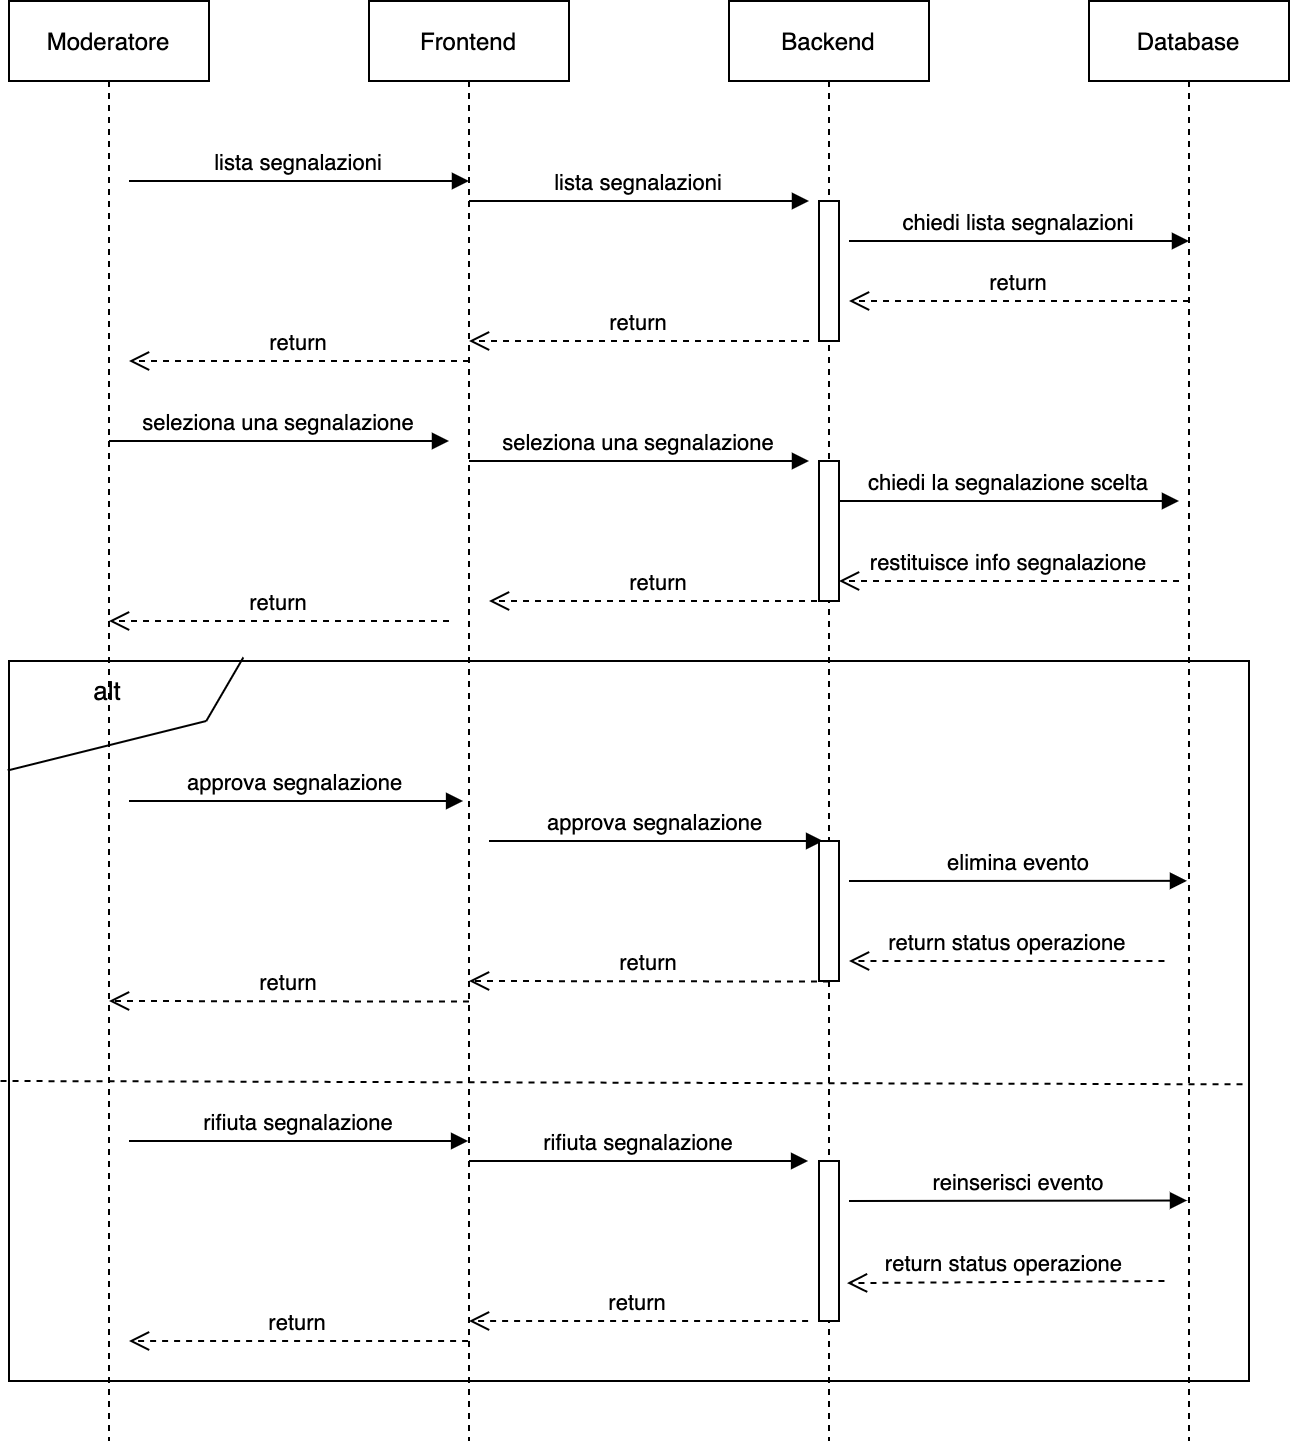 Moderatore
Frontend
Backend
Database
lista segnalazioni
lista segnalazioni
chiedi lista segnalazioni
return
return
return
seleziona una segnalazione
seleziona una segnalazione
chiedi la segnalazione scelta
restituisce info segnalazione
return
return
alt
approva segnalazione
approva segnalazione
elimina evento
return status operazione
return
return
rifiuta segnalazione
rifiuta segnalazione
reinserisci evento
return status operazione
return
return